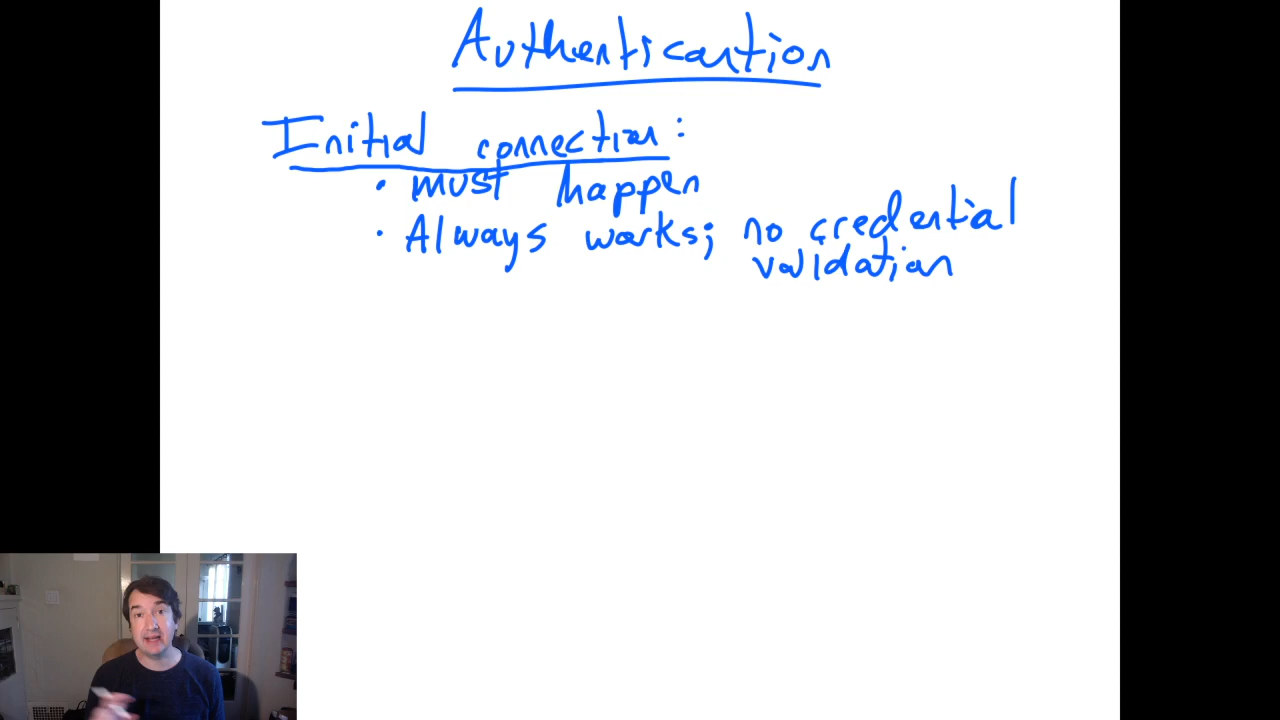 Authentication
Initial connection:
• must happen
• Always works; no credential
validation